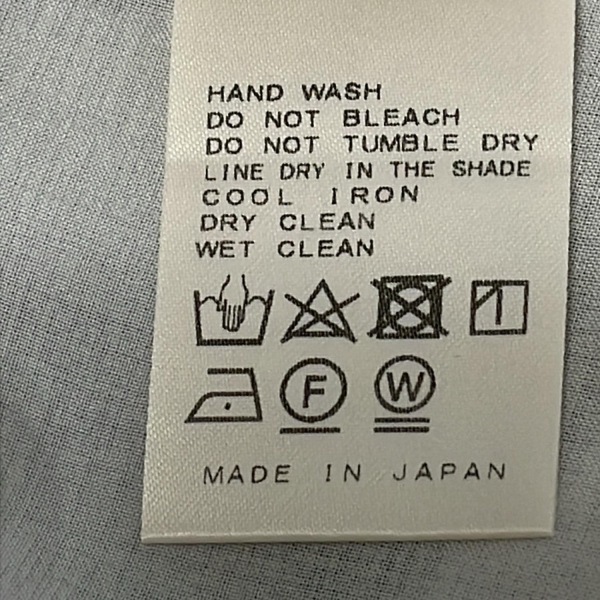 HAND WASH
DO NOT BLEACH
DO NOT TUMBLE DRY
LINE DRY IN THE SHADE
COOL IRON
DRY CLEAN
WET CLEAN
F W
MADE IN JAPAN